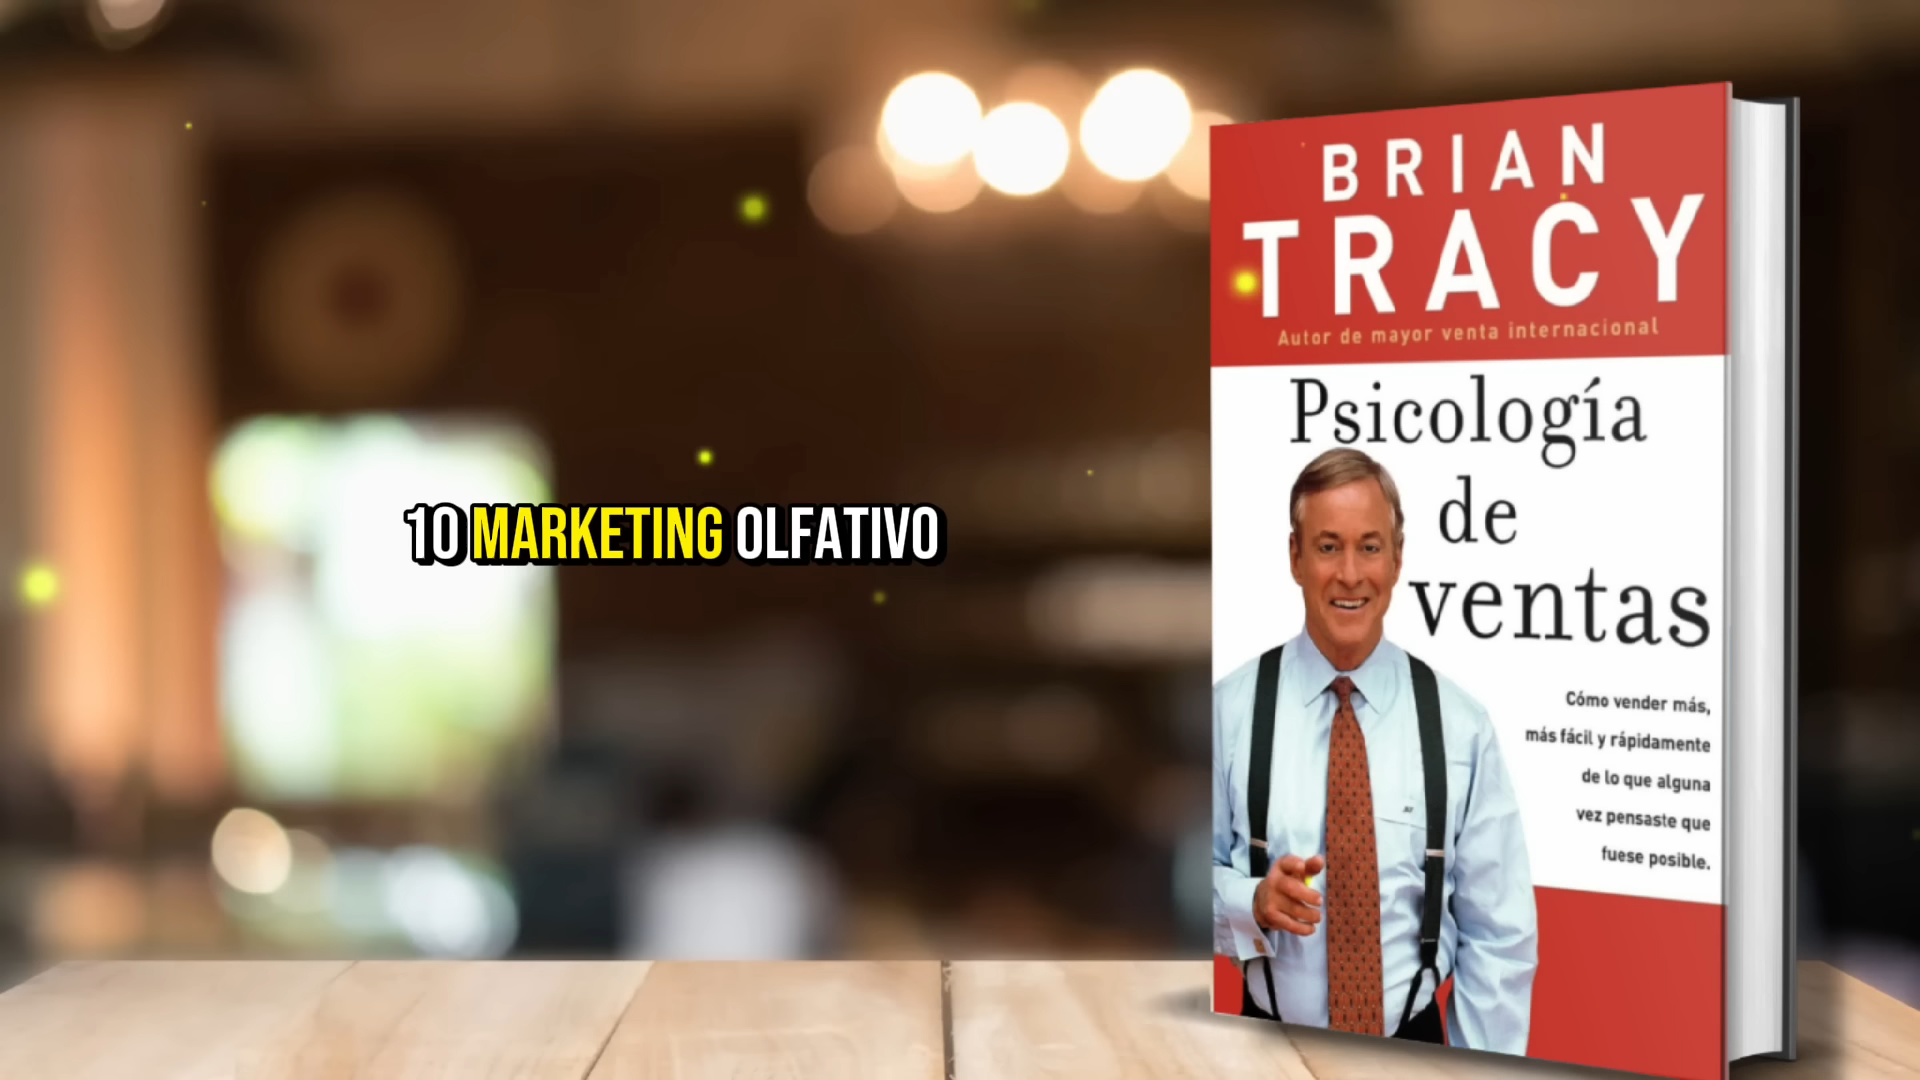 10 MARKETING OLFATIVO
BRIAN
TRACY
Autor de mayor venta internacional
Psicología
de
ventas
Cómo vender más,
más fácil y rápidamente
de lo que alguna
vez pensaste que
fuese posible.